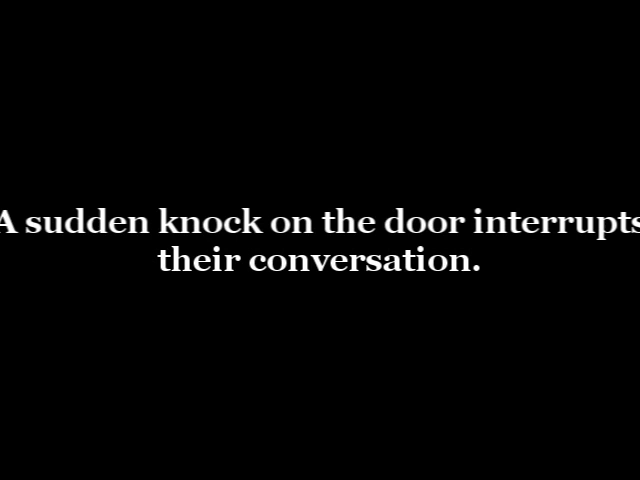 A sudden knock on the door interrupts
their conversation.